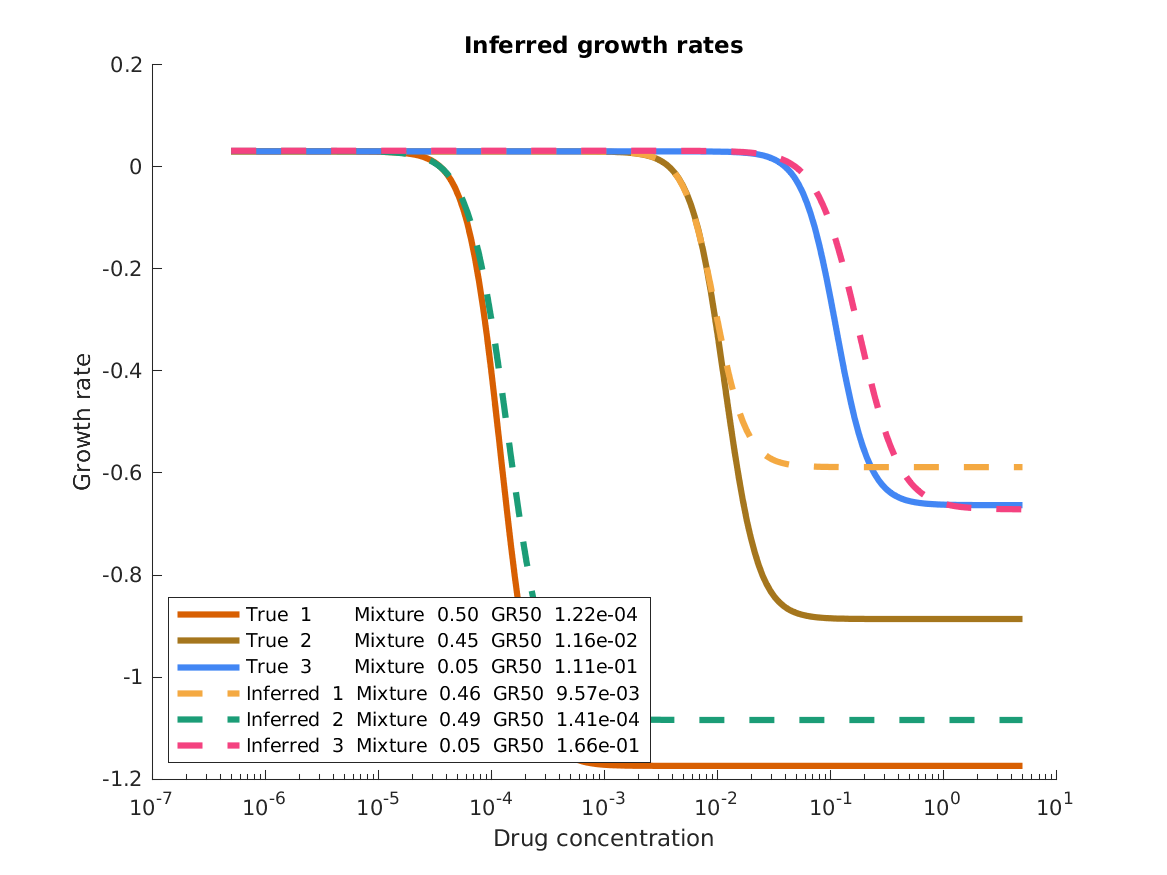 Inferred growth rates
Growth rate
0.2
0
-0.2
-0.4
-0.6
-0.8
-1
-1.2
True 1 Mixture 0.50 GR50 1.22e-04
True 2 Mixture 0.45 GR50 1.16e-02
True 3 Mixture 0.05 GR50 1.11e-01
Inferred 1 Mixture 0.46 GR50 9.57e-03
Inferred 2 Mixture 0.49 GR50 1.41e-04
Inferred 3 Mixture 0.05 GR50 1.66e-01
10⁻⁷ 10⁻⁶ 10⁻⁵ 10⁻⁴ 10⁻³ 10⁻² 10⁻¹ 10⁰ 10¹
Drug concentration